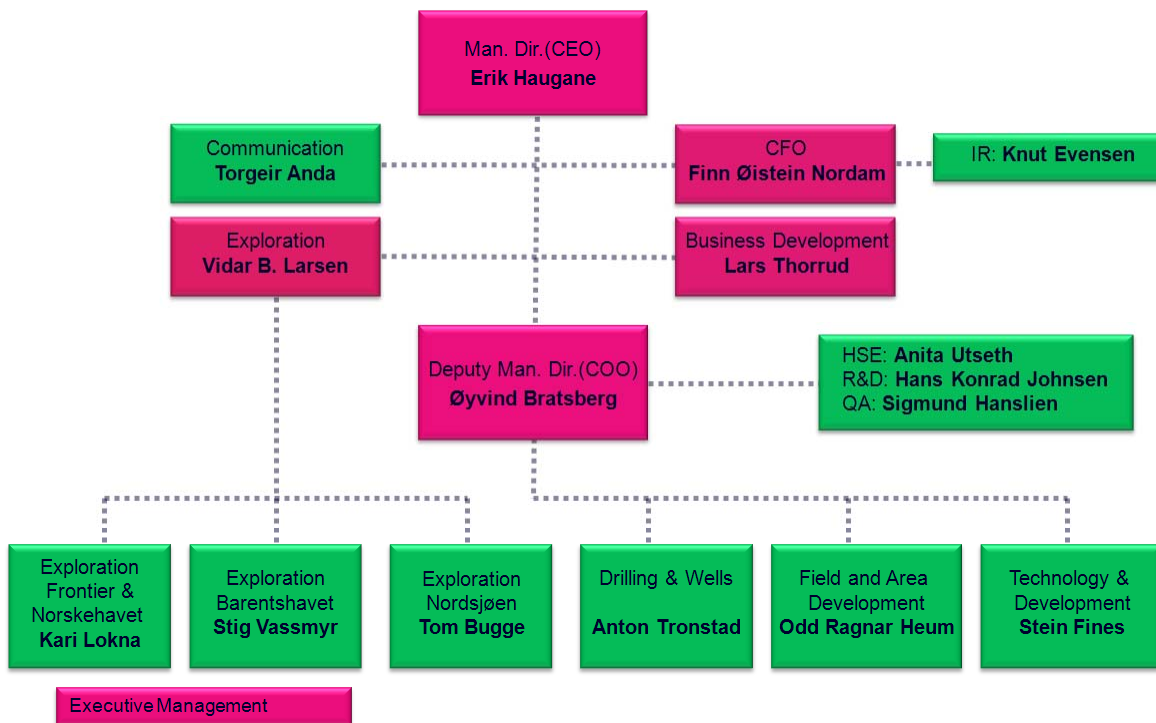 Man. Dir.(CEO)
Erik Haugane
Communication
Torgeir Anda
CFO
Finn Øistein Nordam
IR: Knut Evensen
Exploration
Vidar B. Larsen
Business Development
Lars Thorrud
Deputy Man. Dir.(COO)
Øyvind Bratsberg
HSE: Anita Utseth
R&D: Hans Konrad Johnsen
QA: Sigmund Hanslien
Exploration
Frontier &
Norskehavet
Kari Lokna
Exploration
Barentshavet
Stig Vassmyr
Exploration
Nordsjøen
Tom Bugge
Drilling & Wells
Anton Tronstad
Field and Area
Development
Odd Ragnar Heum
Technology &
Development
Stein Fines
Executive Management